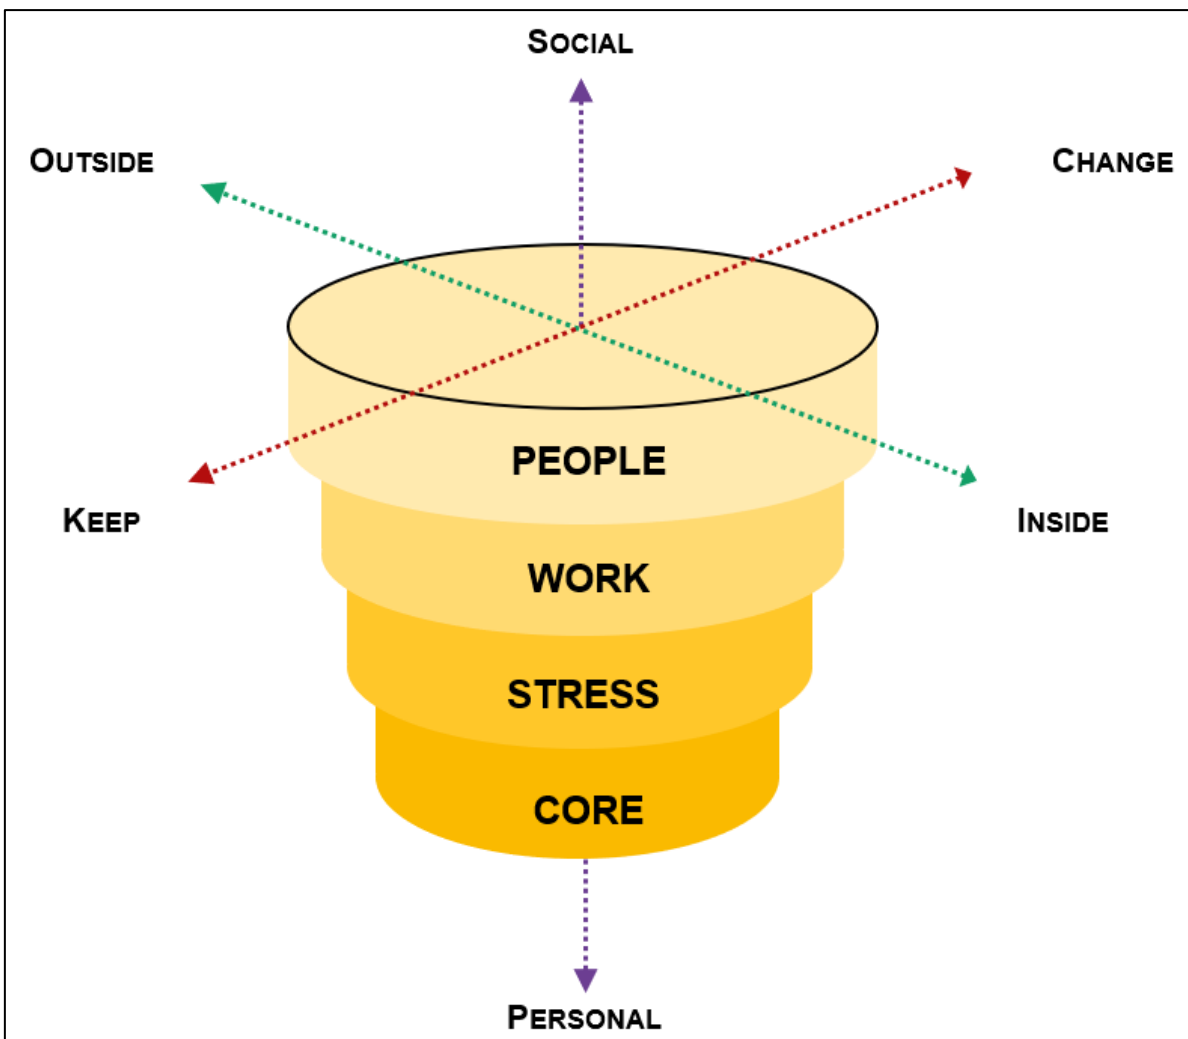 SOCIAL
OUTSIDE
CHANGE
PEOPLE
KEEP
INSIDE
WORK
STRESS
CORE
PERSONAL